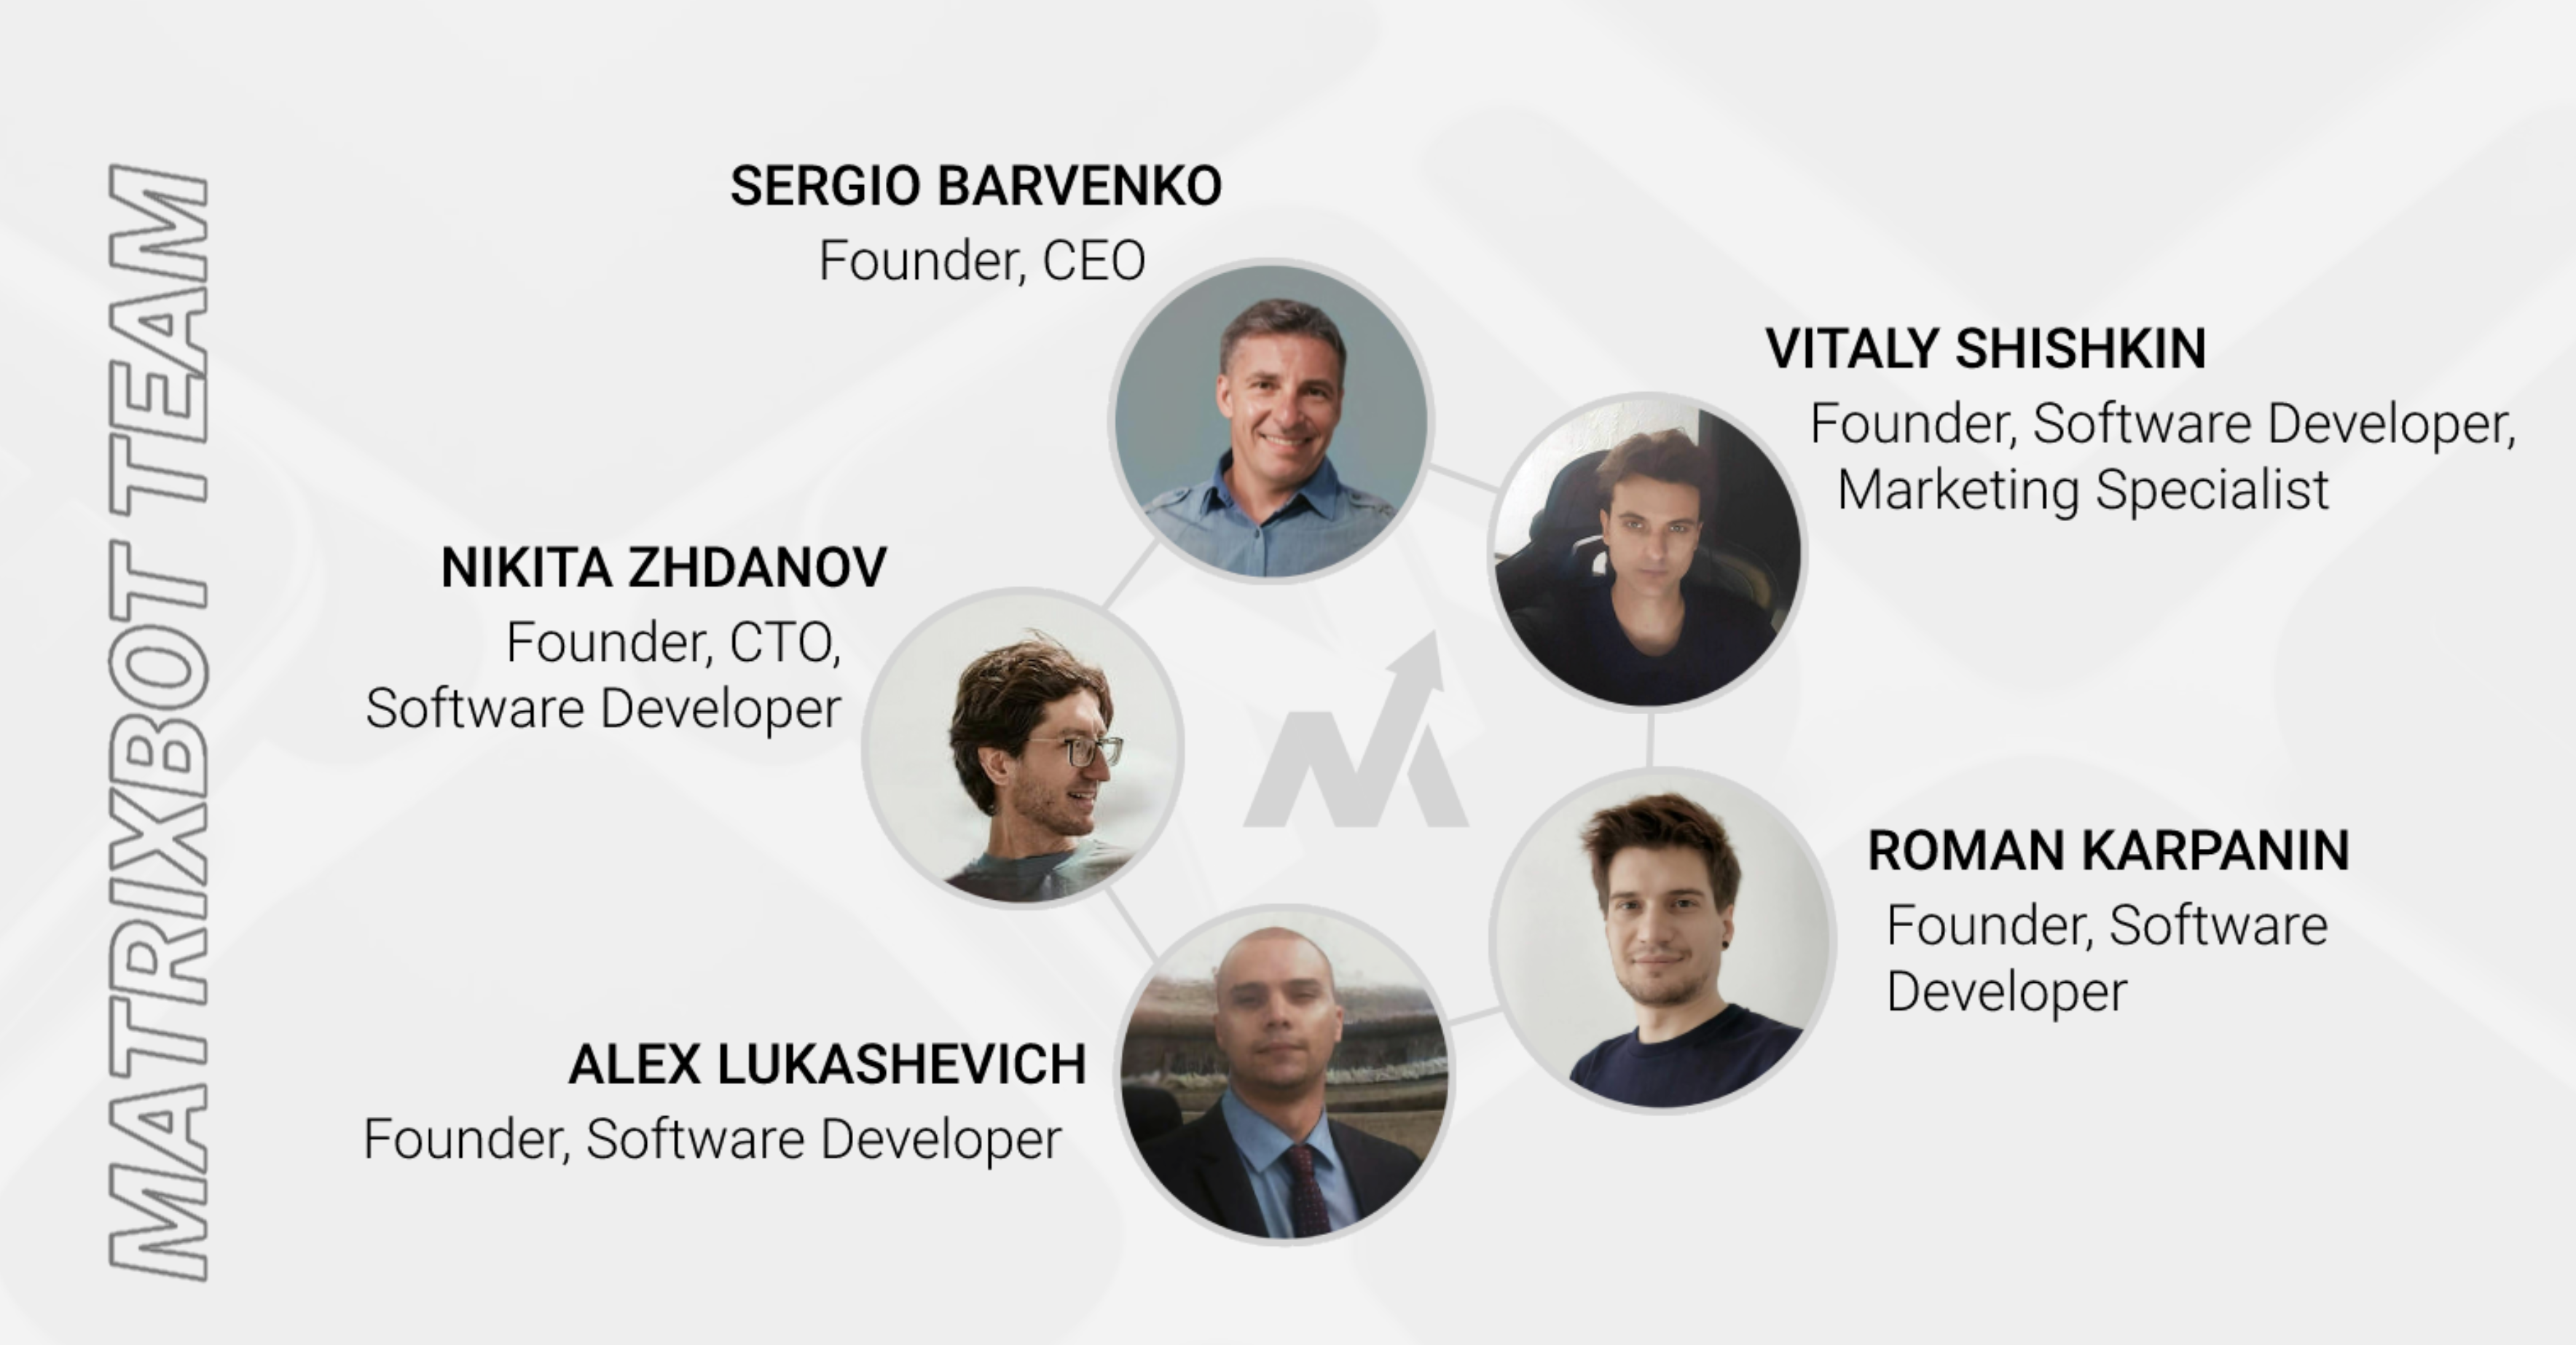 MATRIXBOT TEAM
SERGIO BARVENKO
Founder, CEO
VITALY SHISHKIN
Founder, Software Developer,
Marketing Specialist
NIKITA ZHDANOV
Founder, CTO,
Software Developer
ROMAN KARPANIN
Founder, Software
Developer
ALEX LUKASHEVICH
Founder, Software Developer